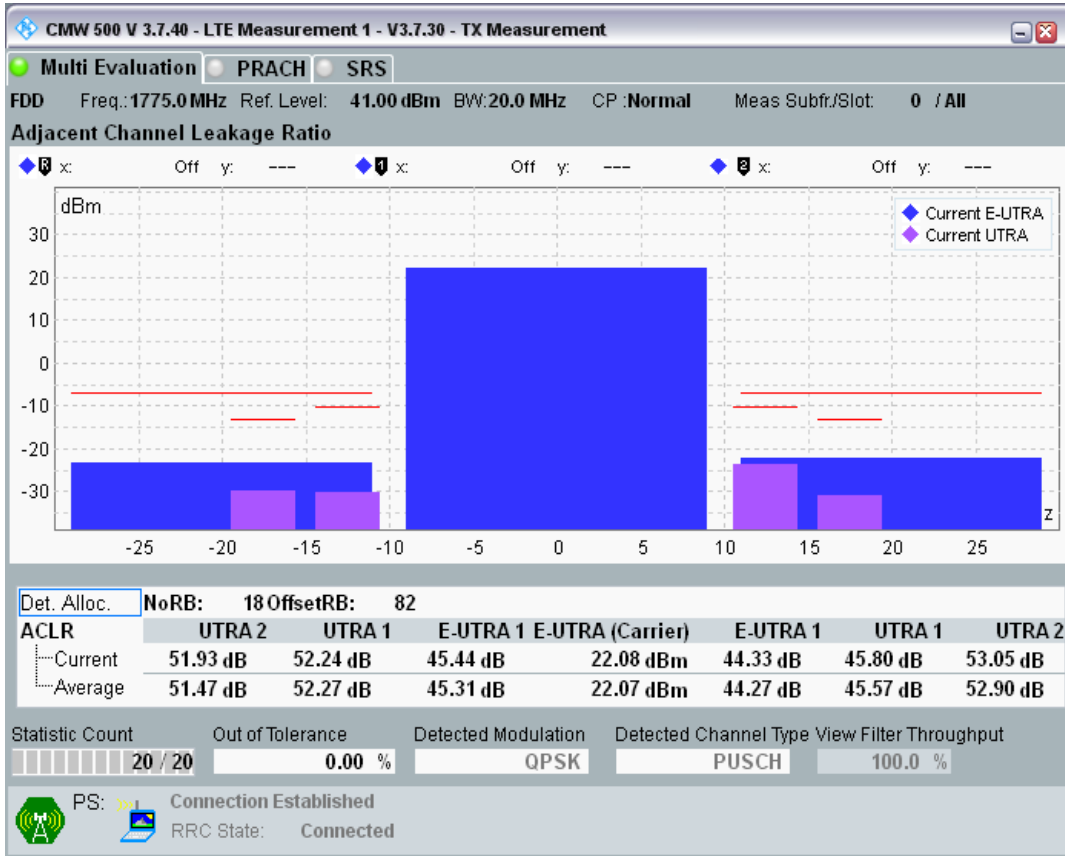 CMW 500 V 3.7.40 - LTE Measurement 1 - V3.7.30 - TX Measurement
Multi Evaluation PRACH SRS
FDD Freq.:1775.0 MHz Ref. Level: 41.00 dBm BW:20.0 MHz CP :Normal Meas Subfr./Slot: 0 / All
Adjacent Channel Leakage Ratio
R x: Off y: --- 1 x: Off y: --- 2 x: Off y: ---
dBm
Current E-UTRA
Current UTRA
30
20
10
0
-10
-20
-30
z
-25 -20 -15 -10 -5 0 5 10 15 20 25
Det. Alloc. NoRB: 18 OffsetRB: 82
ACLR UTRA 2 UTRA 1 E-UTRA 1 E-UTRA (Carrier) E-UTRA 1 UTRA 1 UTRA 2
Current 51.93 dB 52.24 dB 45.44 dB 22.08 dBm 44.33 dB 45.80 dB 53.05 dB
Average 51.47 dB 52.27 dB 45.31 dB 22.07 dBm 44.27 dB 45.57 dB 52.90 dB
Statistic Count Out of Tolerance Detected Modulation Detected Channel Type View Filter Throughput
20 / 20 0.00 % QPSK PUSCH 100.0 %
PS: Connection Established
RRC State: Connected